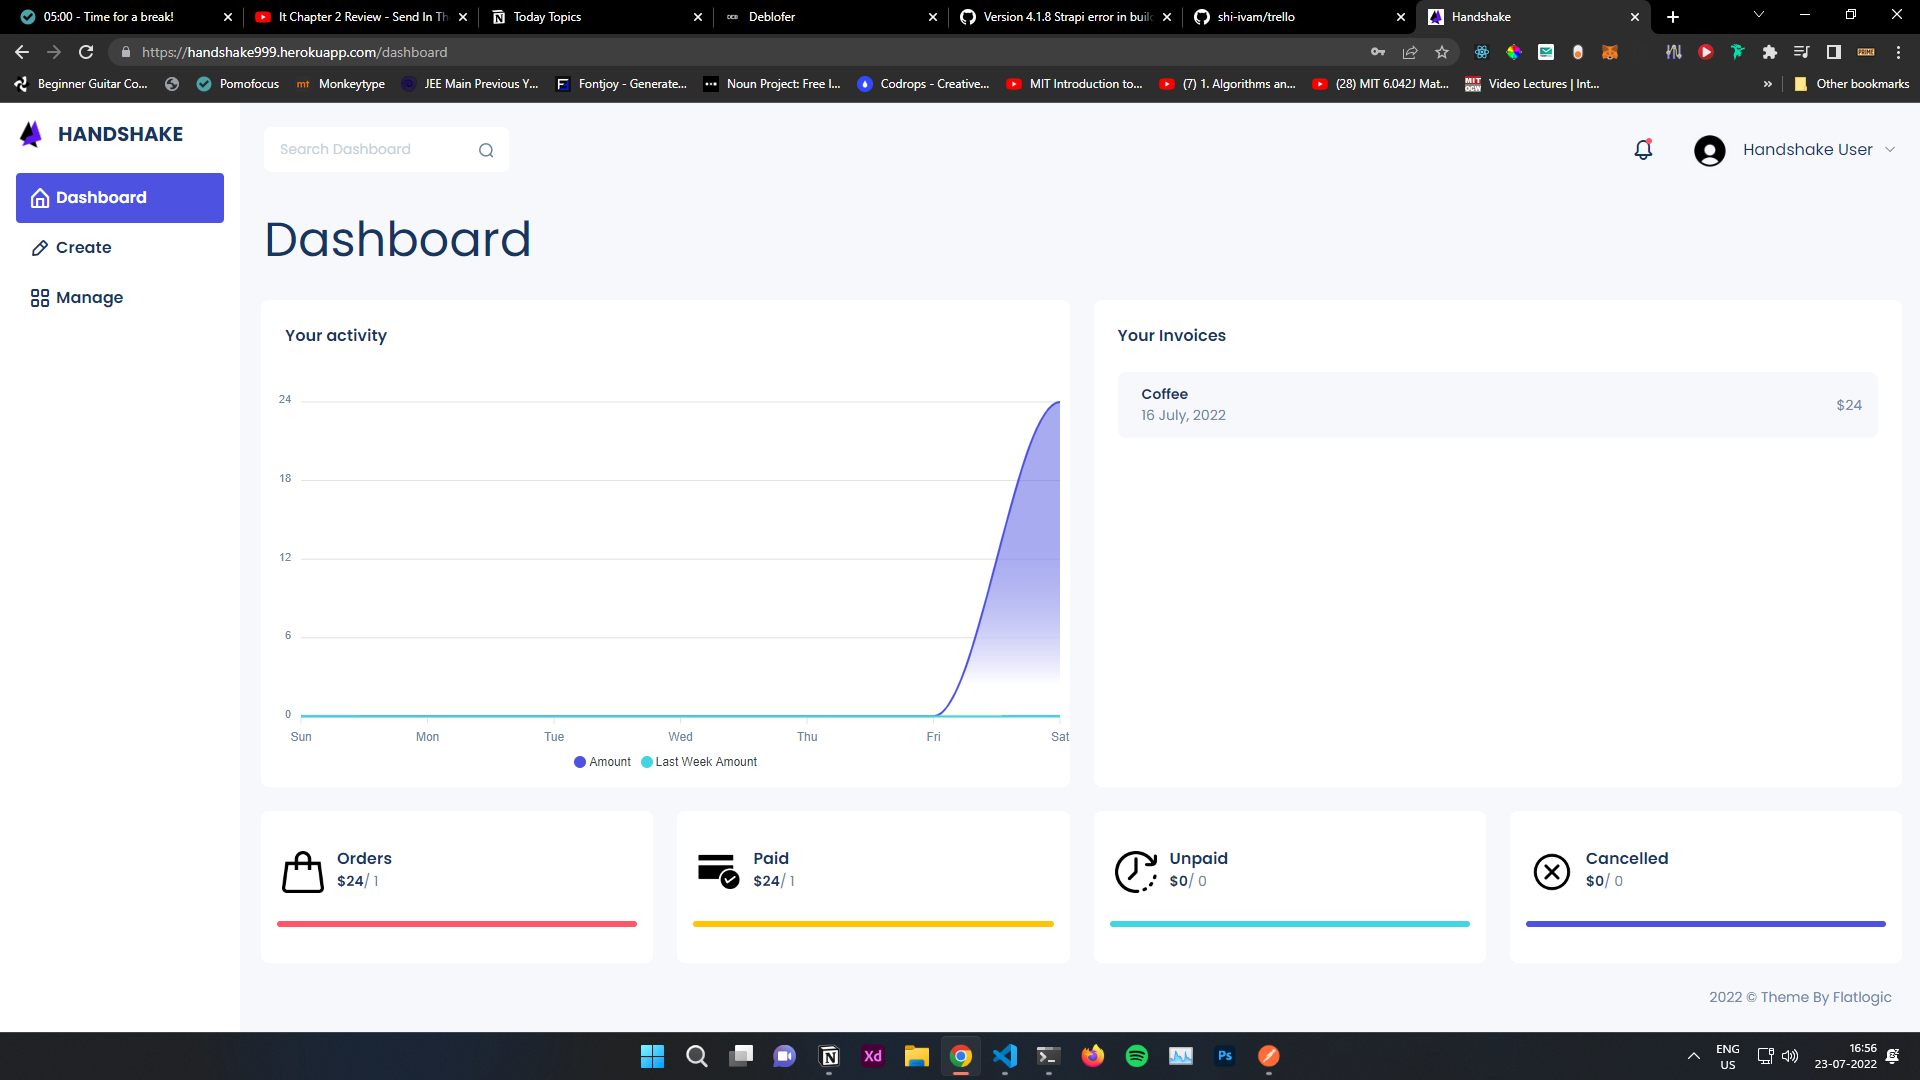 05:00 - Time for a break!
It Chapter 2 Review - Send In Th
Today Topics
Deblofer
Version 4.1.8 Strapi error in buil
shi-ivam/trello
Handshake
https://handshake999.herokuapp.com/dashboard
Beginner Guitar Co...
Pomofocus
mt Monkeytype
JEE Main Previous Y...
Fontjoy - Generate...
Noun Project: Free I...
Codrops - Creative...
MIT Introduction to...
(7) 1. Algorithms an...
(28) MIT 6.042J Mat...
Video Lectures | Int...
»
Other bookmarks
HANDSHAKE
Search Dashboard
Handshake User
Dashboard
Create
Manage
Dashboard
Your activity
24
18
12
6
0
Sun Mon Tue Wed Thu Fri Sat
Amount Last Week Amount
Your Invoices
Coffee
16 July, 2022
$24
Orders
$24/ 1
Paid
$24/ 1
Unpaid
$0/ 0
Cancelled
$0/ 0
2022 © Theme By Flatlogic
Xd
Ps
ENG
US
16:56
23-07-2022